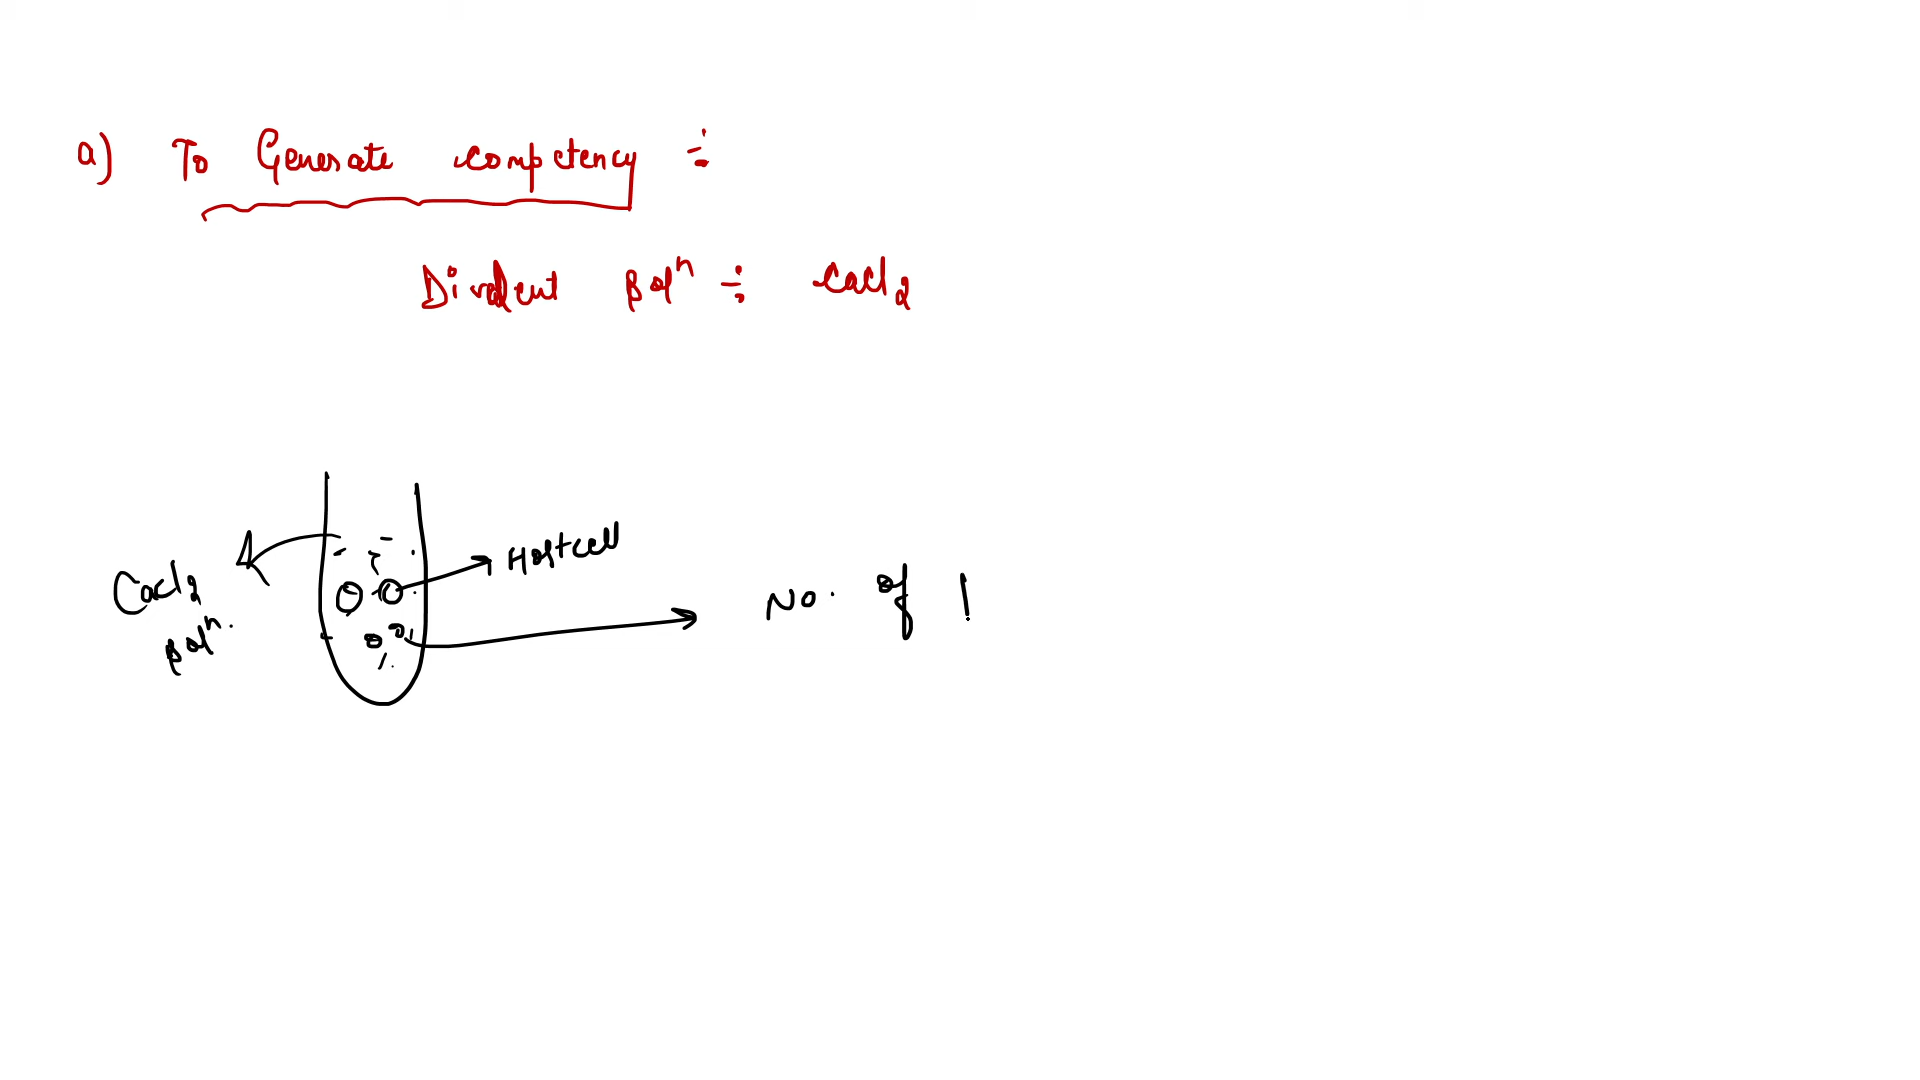 a) To Generate competency ÷
Divalent solⁿ ÷ CaCl₂
Hostcell
CaCl₂
solⁿ.
No. of